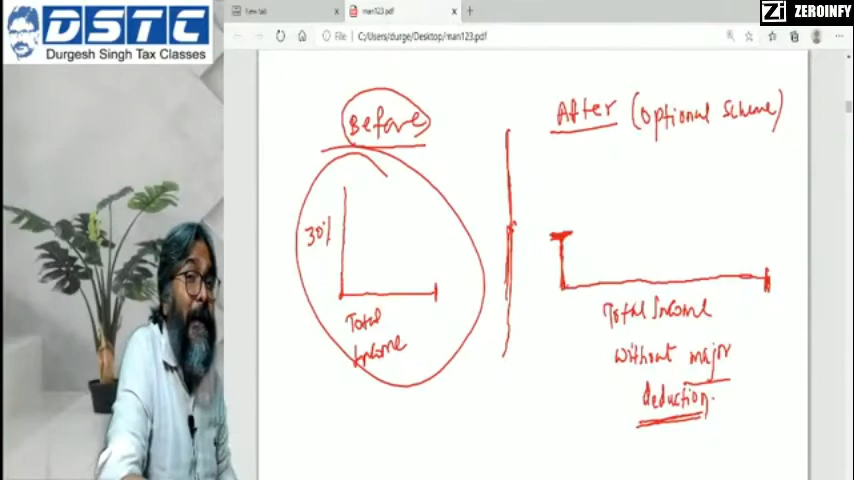 DSTC
Durgesh Singh Tax Classes
New tab
man123.pdf
File
C:/Users/durge/Desktop/man123.pdf
Zi ZEROINFY
Before
30%
Total
Income
After (optional scheme)
Total Income
without major
deduction.